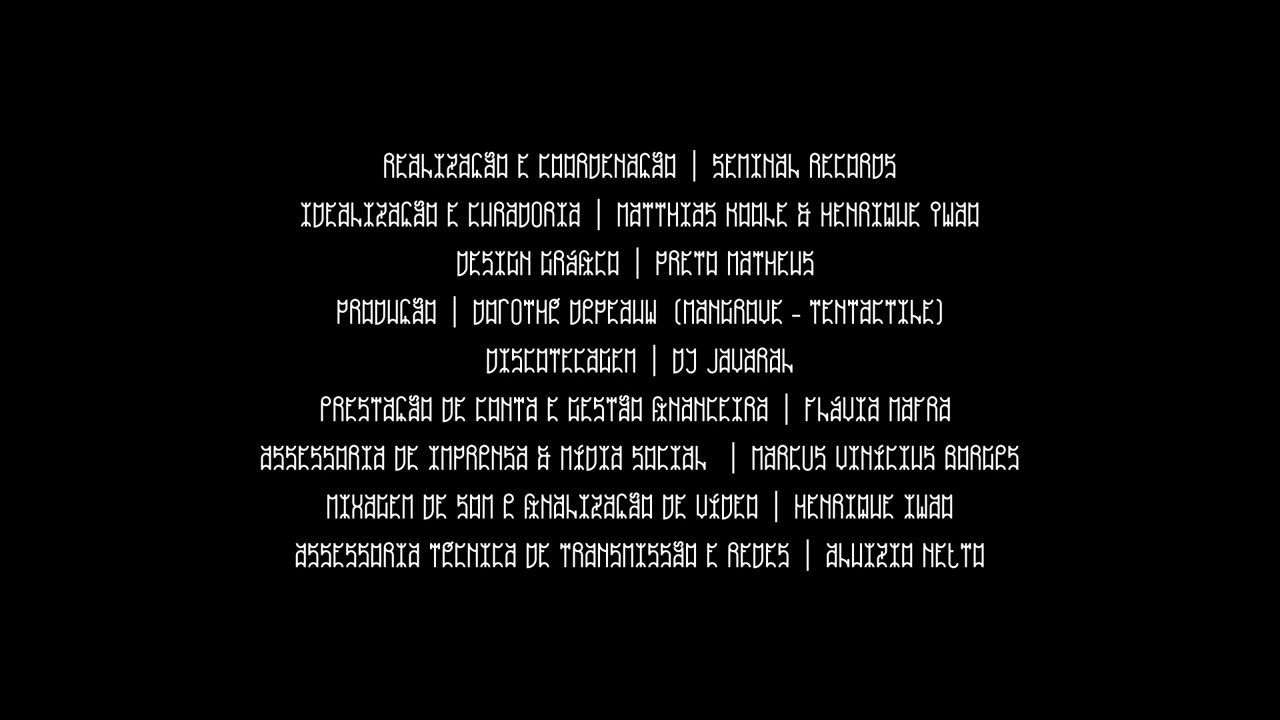 REALIZAÇÃO E COORDENAÇÃO | SEMINAL RECORDS
IDEALIZAÇÃO E CURADORIA | MATTHIAS KOOLE & HENRIQUE IWAO
DESIGN GRÁFICO | PRETO MATHEUS
PRODUÇÃO | DOROTHÉ DEPEAUW (MANGROVE - TENTACTILE)
DISCOTECAGEM | DJ JAVARAL
PRESTAÇÃO DE CONTA E GESTÃO FINANCEIRA | FLÁVIA MAFRA
ASSESSORIA DE IMPRENSA & MÍDIA SOCIAL | MARCUS VINÍCIUS BORGES
MIXAGEM DE SOM E FINALIZAÇÃO DE VÍDEO | HENRIQUE IWAO
ASSESSORIA TÉCNICA DE TRANSMISSÃO E REDES | ALUIZIO NETTO